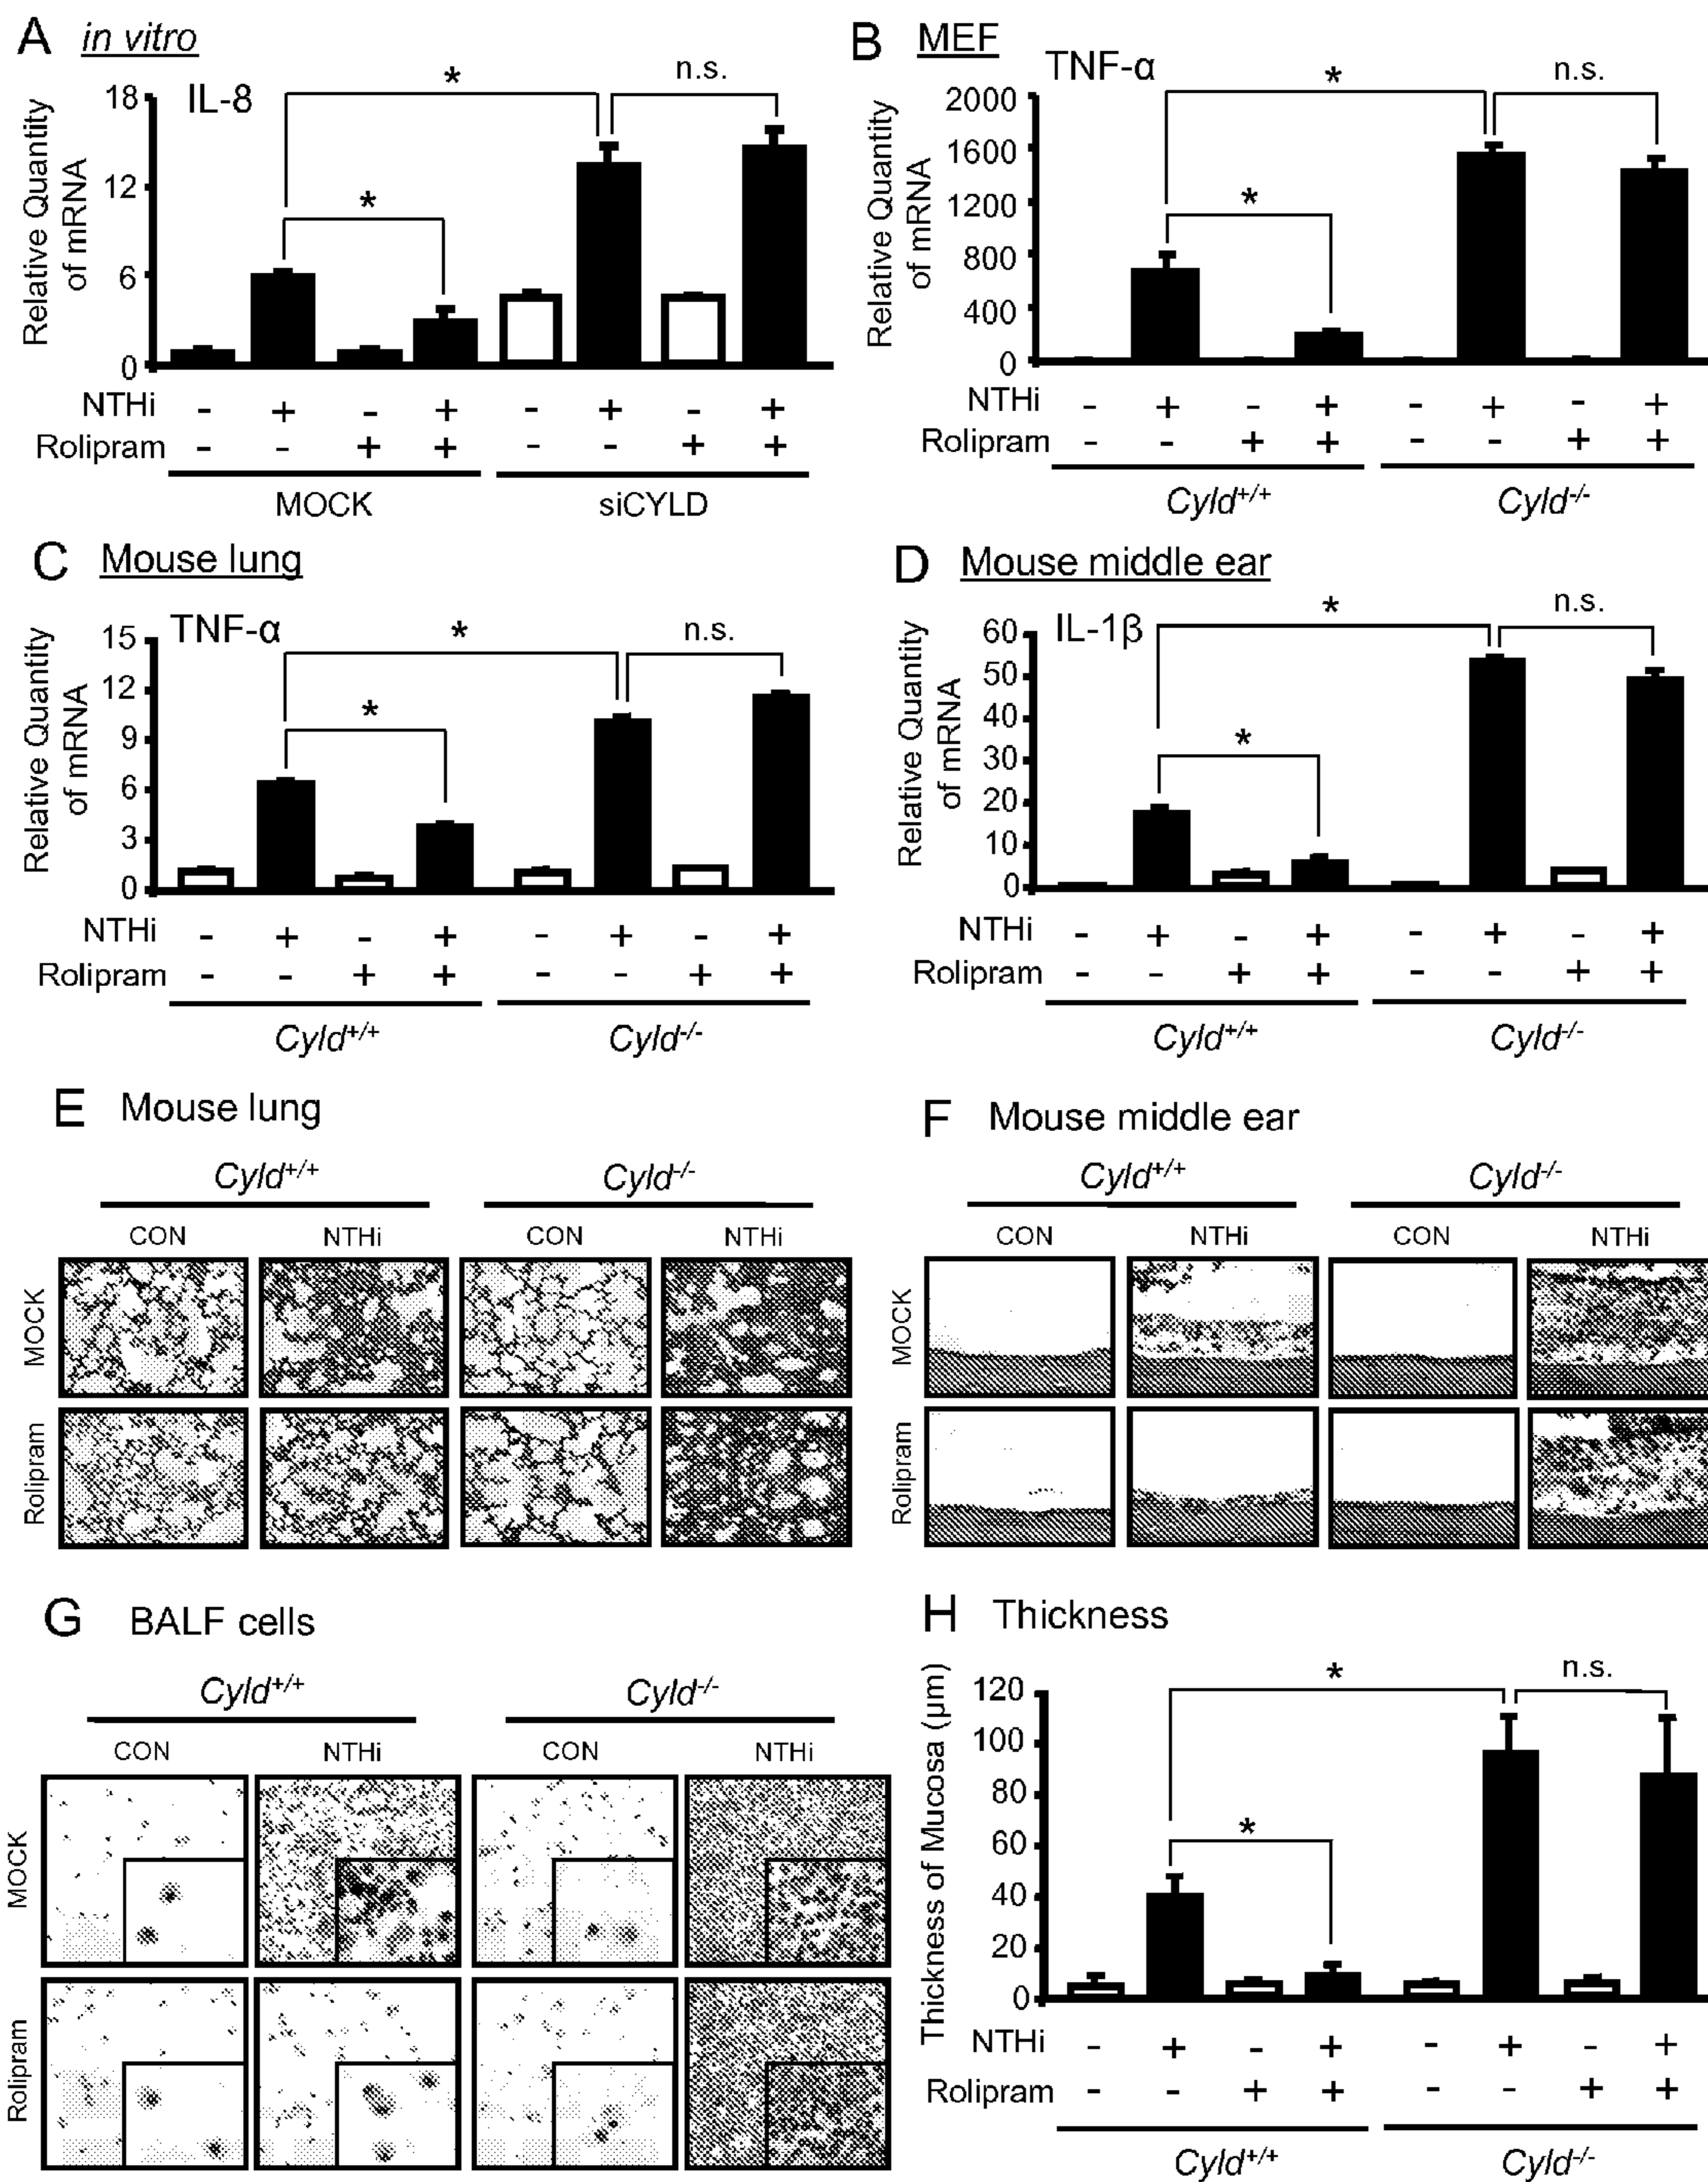 A in vitro
IL-8
* n.s.
*
Relative Quantity of mRNA
18
12
6
0
NTHi - + - + - + - +
Rolipram - - + + - - + +
MOCK siCYLD
B MEF
TNF-α
* n.s.
*
Relative Quantity of mRNA
2000
1600
1200
800
400
0
NTHi - + - + - + - +
Rolipram - - + + - - + +
Cyld+/+ Cyld-/-
C Mouse lung
TNF-α
* n.s.
*
Relative Quantity of mRNA
15
12
9
6
3
0
NTHi - + - + - + - +
Rolipram - - + + - - + +
Cyld+/+ Cyld-/-
D Mouse middle ear
IL-1β
* n.s.
*
Relative Quantity of mRNA
60
50
40
30
20
10
0
NTHi - + - + - + - +
Rolipram - - + + - - + +
Cyld+/+ Cyld-/-
E Mouse lung
Cyld+/+ Cyld-/-
CON NTHi CON NTHi
MOCK
Rolipram
F Mouse middle ear
Cyld+/+ Cyld-/-
CON NTHi CON NTHi
MOCK
Rolipram
G BALF cells
Cyld+/+ Cyld-/-
CON NTHi CON NTHi
MOCK
Rolipram
H Thickness
* n.s.
*
Thickness of Mucosa (μm)
120
100
80
60
40
20
0
NTHi - + - + - + - +
Rolipram - - + + - - + +
Cyld+/+ Cyld-/-